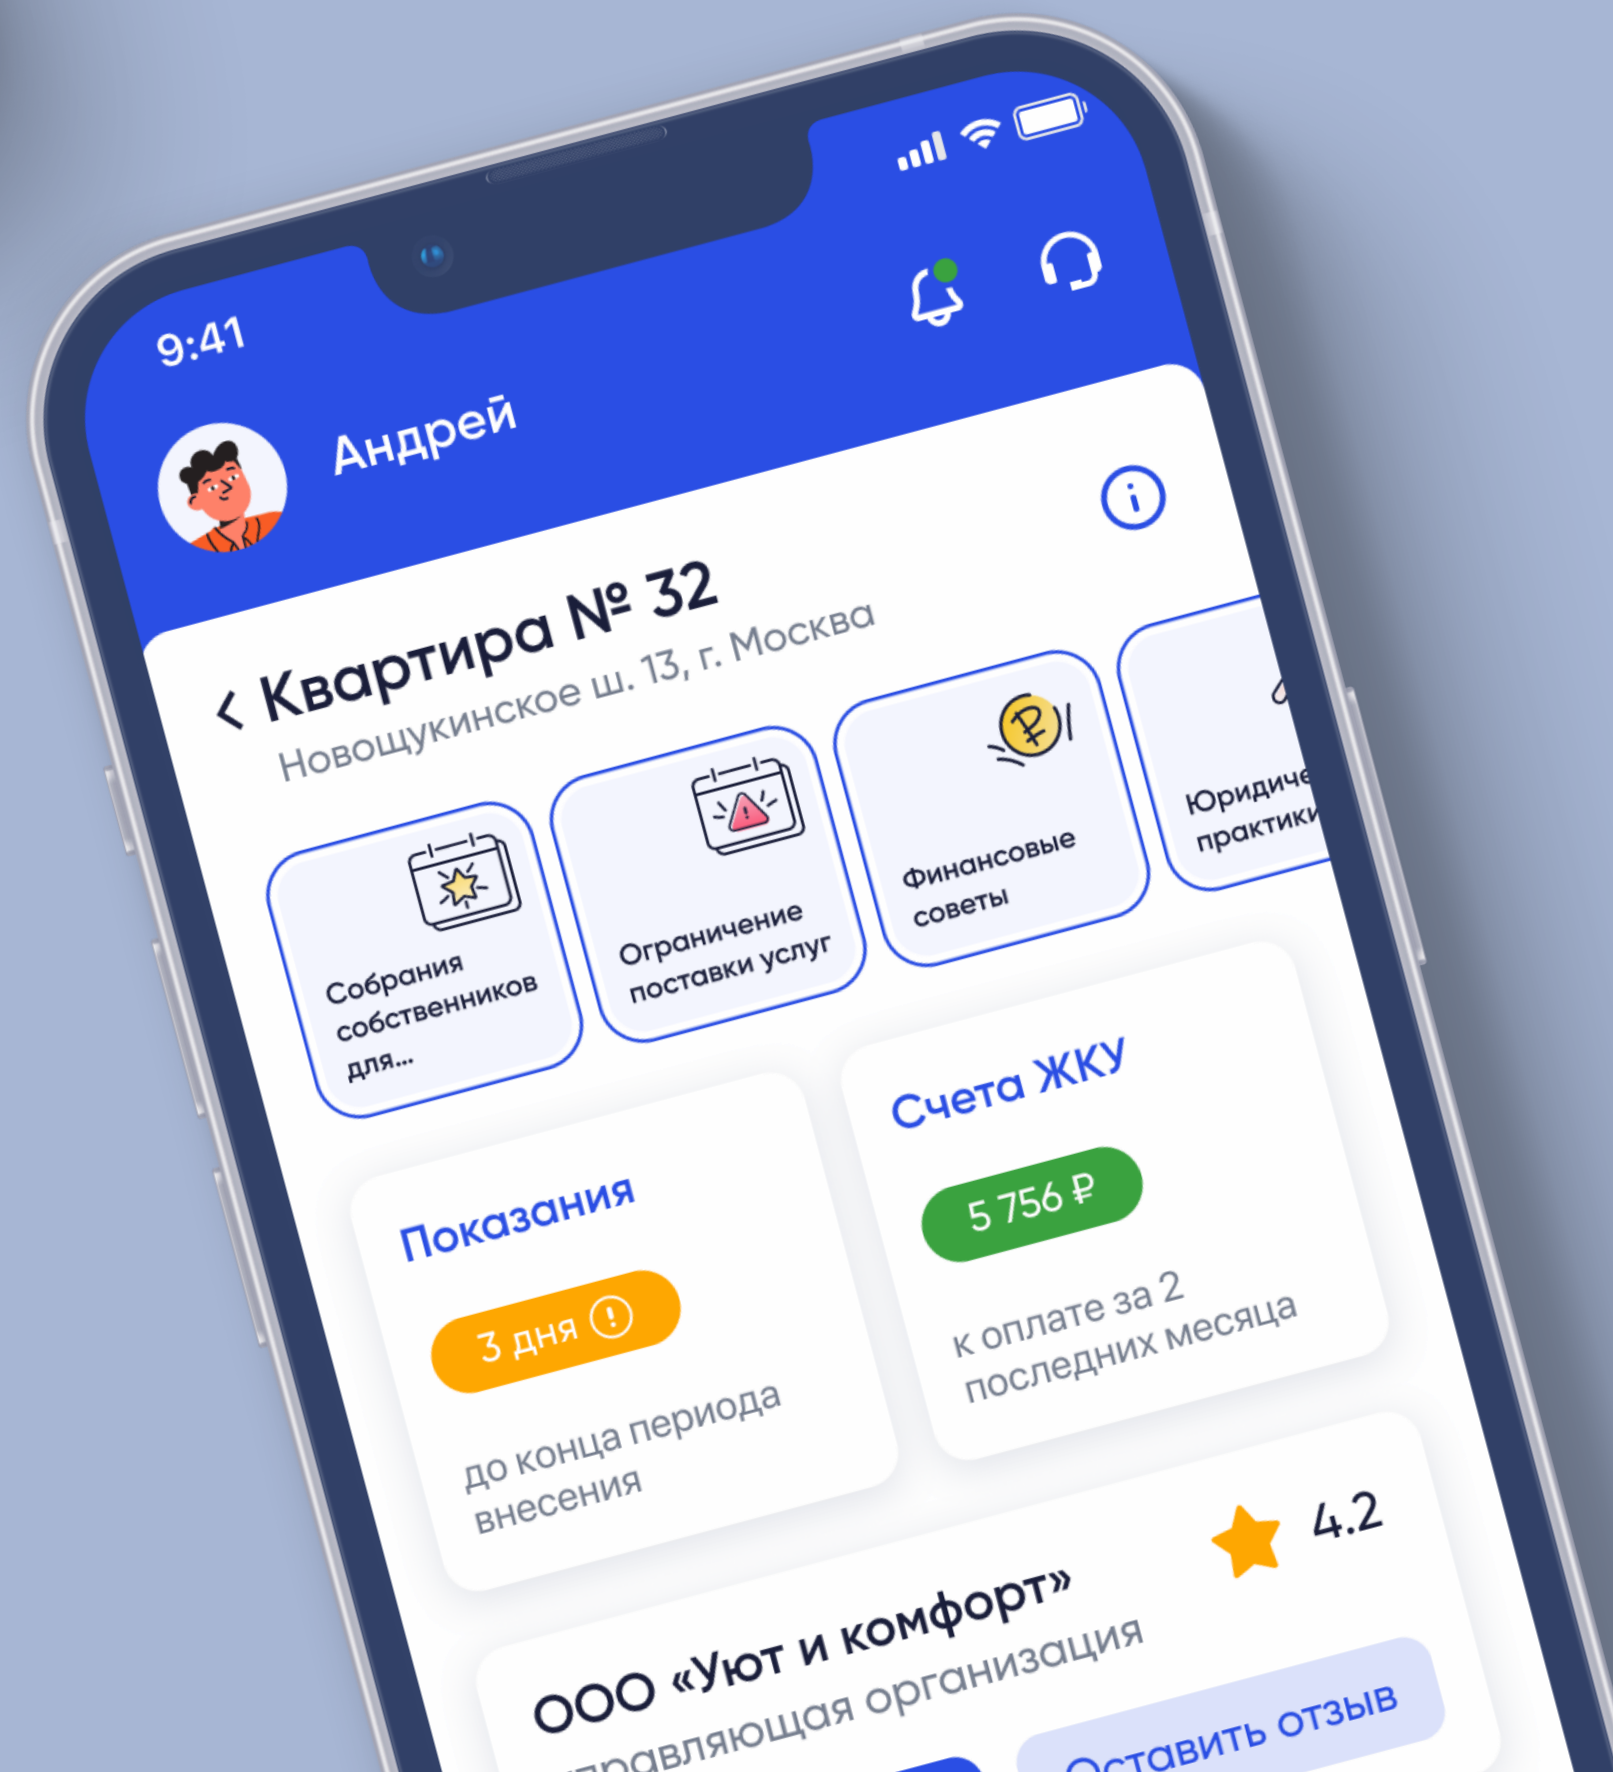 9:41
Андрей
Квартира № 32
Новощукинское ш. 13, г. Москва
Собрания
собственников
для...
Ограничение
поставки услуг
Финансовые
советы
Юридиче
практики
Показания
3 дня
до конца периода
внесения
Счета ЖКУ
5 756 ₽
к оплате за 2
последних месяца
ООО «Уют и комфорт»
4.2
правляющая организация
Оставить отзыв